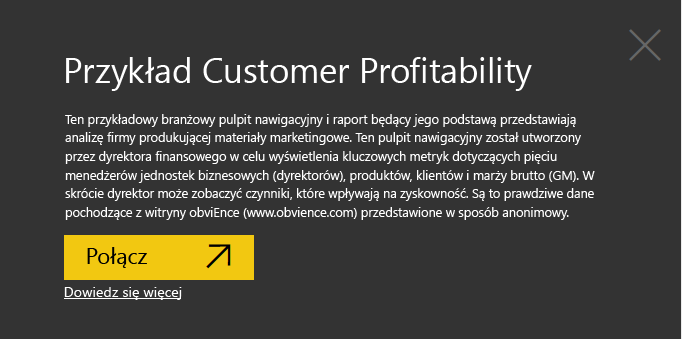 Przykład Customer Profitability
Ten przykładowy branżowy pulpit nawigacyjny i raport będący jego podstawą przedstawiają
analizę firmy produkującej materiały marketingowe. Ten pulpit nawigacyjny został utworzony
przez dyrektora finansowego w celu wyświetlenia kluczowych metryk dotyczących pięciu
menedżerów jednostek biznesowych (dyrektorów), produktów, klientów i marży brutto (GM). W
skrócie dyrektor może zobaczyć czynniki, które wpływają na zyskowność. Są to prawdziwe dane
pochodzące z witryny obviEnce (www.obvience.com) przedstawione w sposób anonimowy.
Połącz
Dowiedz się więcej